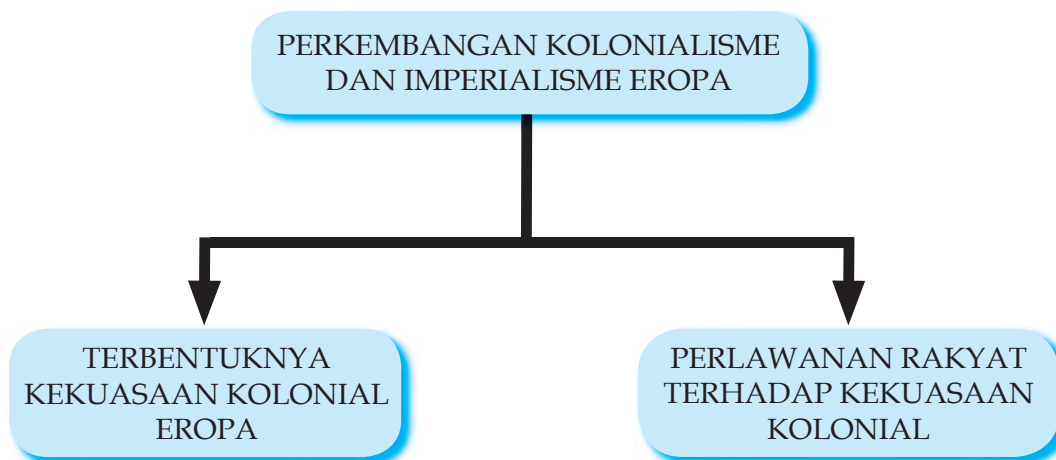 PERKEMBANGAN KOLONIALISME
DAN IMPERIALISME EROPA
TERBENTUKNYA
KEKUASAAN KOLONIAL
EROPA
PERLAWANAN RAKYAT
TERHADAP KEKUASAAN
KOLONIAL